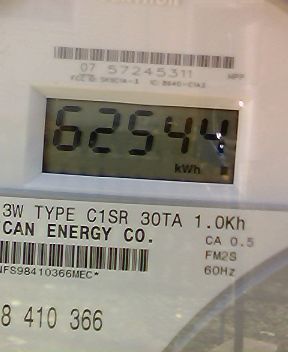 07 57245311
62544
kWh
3W TYPE C1SR 30TA 1.0Kh
CAN ENERGY CO.
CA 0.5
FM2S
60Hz
NFS98410366MEC*
8 410 366